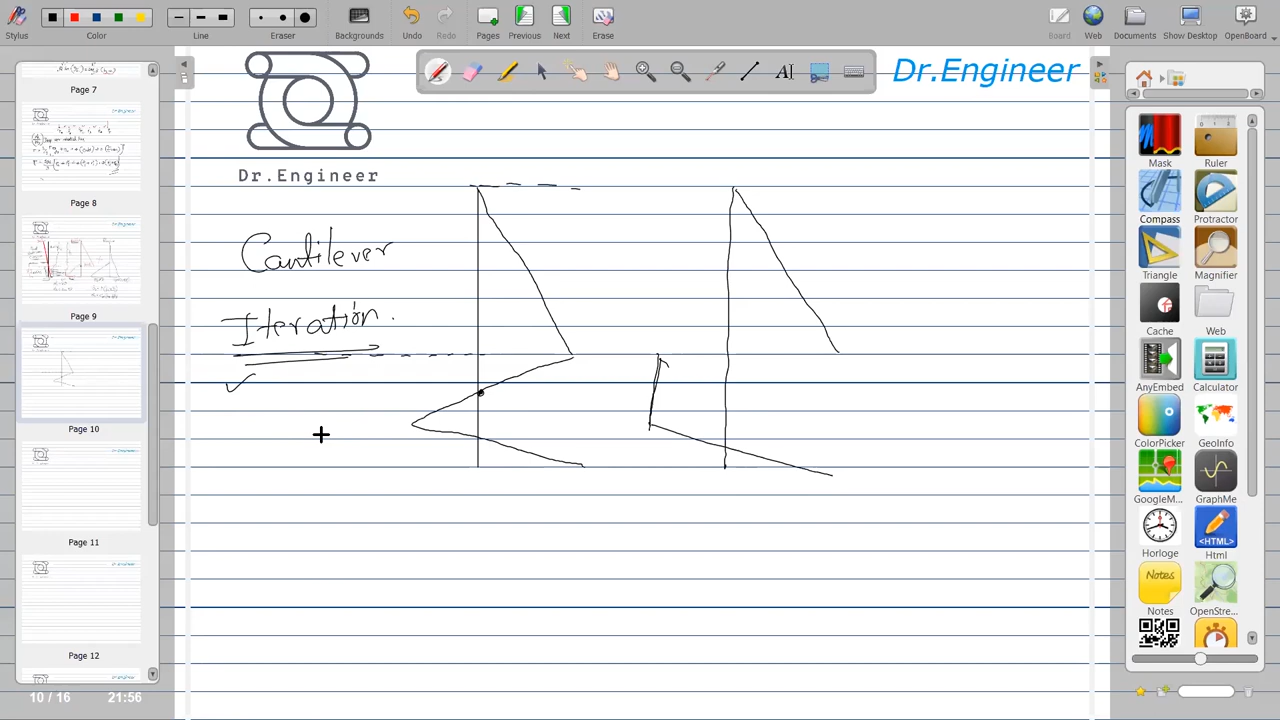 Stylus
Color
Line
Eraser
Backgrounds
Undo
Redo
Pages
Previous
Next
Erase
Board
Web
Documents
Show Desktop
OpenBoard
Page 7
Page 8
Page 9
Page 10
Page 11
Page 12
10 / 16
21:56
Dr.Engineer
Dr.Engineer
Cantilever
Iteration.
Mask
Ruler
Compass
Protractor
Triangle
Magnifier
Cache
Web
AnyEmbed
Calculator
ColorPicker
GeoInfo
GoogleM...
GraphMe
Horloge
<HTML>
Html
Notes
Notes
OpenStre...